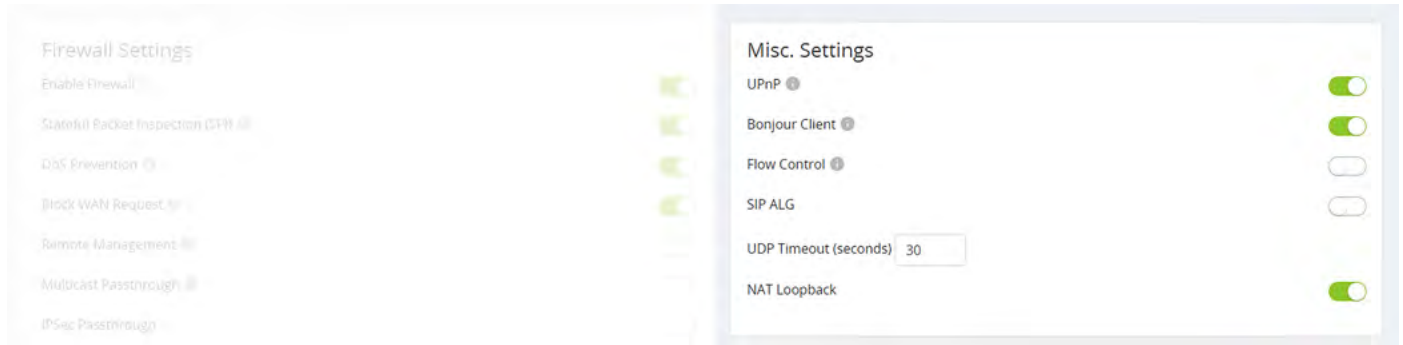 Firewall Settings
Enable Firewall
Stateful Packet Inspection (SPI)
DoS Prevention
Block WAN Request
Remote Management
Multicast Passthrough
IPSec Passthrough
Misc. Settings
UPnP
Bonjour Client
Flow Control
SIP ALG
UDP Timeout (seconds) 30
NAT Loopback